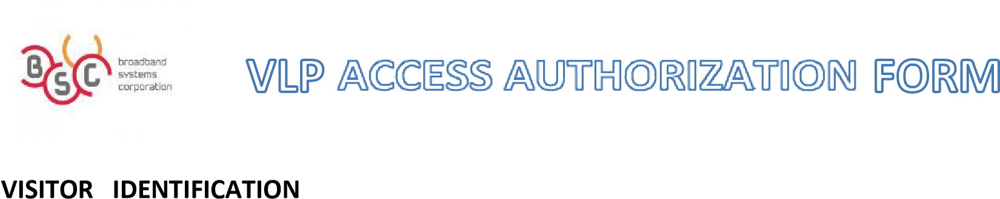 BSC
broadband
systems
corporation
VLP ACCESS AUTHORIZATION FORM
VISITOR IDENTIFICATION